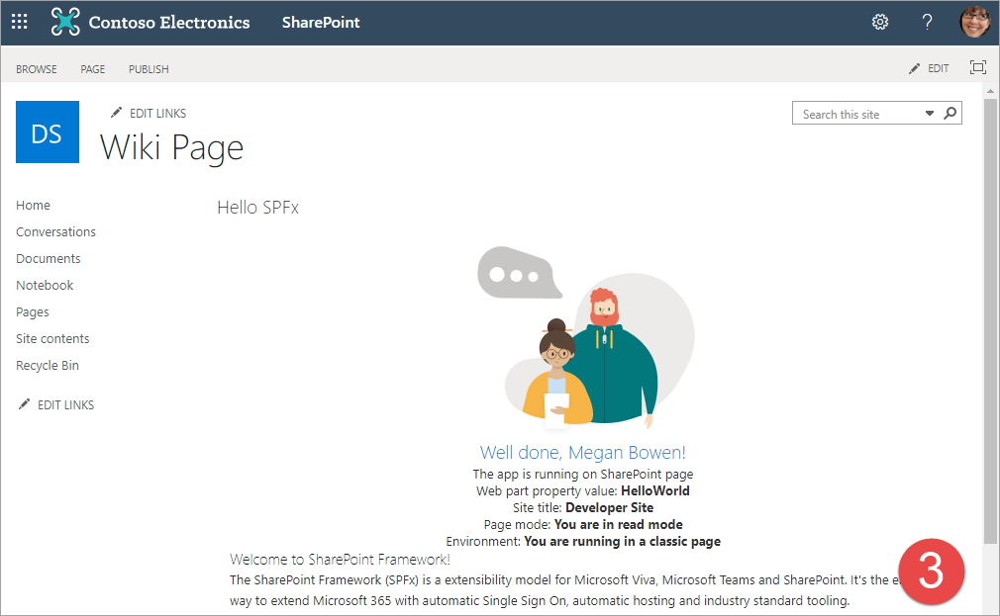 Contoso Electronics SharePoint ?
BROWSE PAGE PUBLISH EDIT
DS
EDIT LINKS
Search this site
Wiki Page
Home
Conversations
Documents
Notebook
Pages
Site contents
Recycle Bin
EDIT LINKS
Hello SPFx
Well done, Megan Bowen!
The app is running on SharePoint page
Web part property value: HelloWorld
Site title: Developer Site
Page mode: You are in read mode
Environment: You are running in a classic page
Welcome to SharePoint Framework!
The SharePoint Framework (SPFx) is a extensibility model for Microsoft Viva, Microsoft Teams and SharePoint. It's the
way to extend Microsoft 365 with automatic Single Sign On, automatic hosting and industry standard tooling.
3